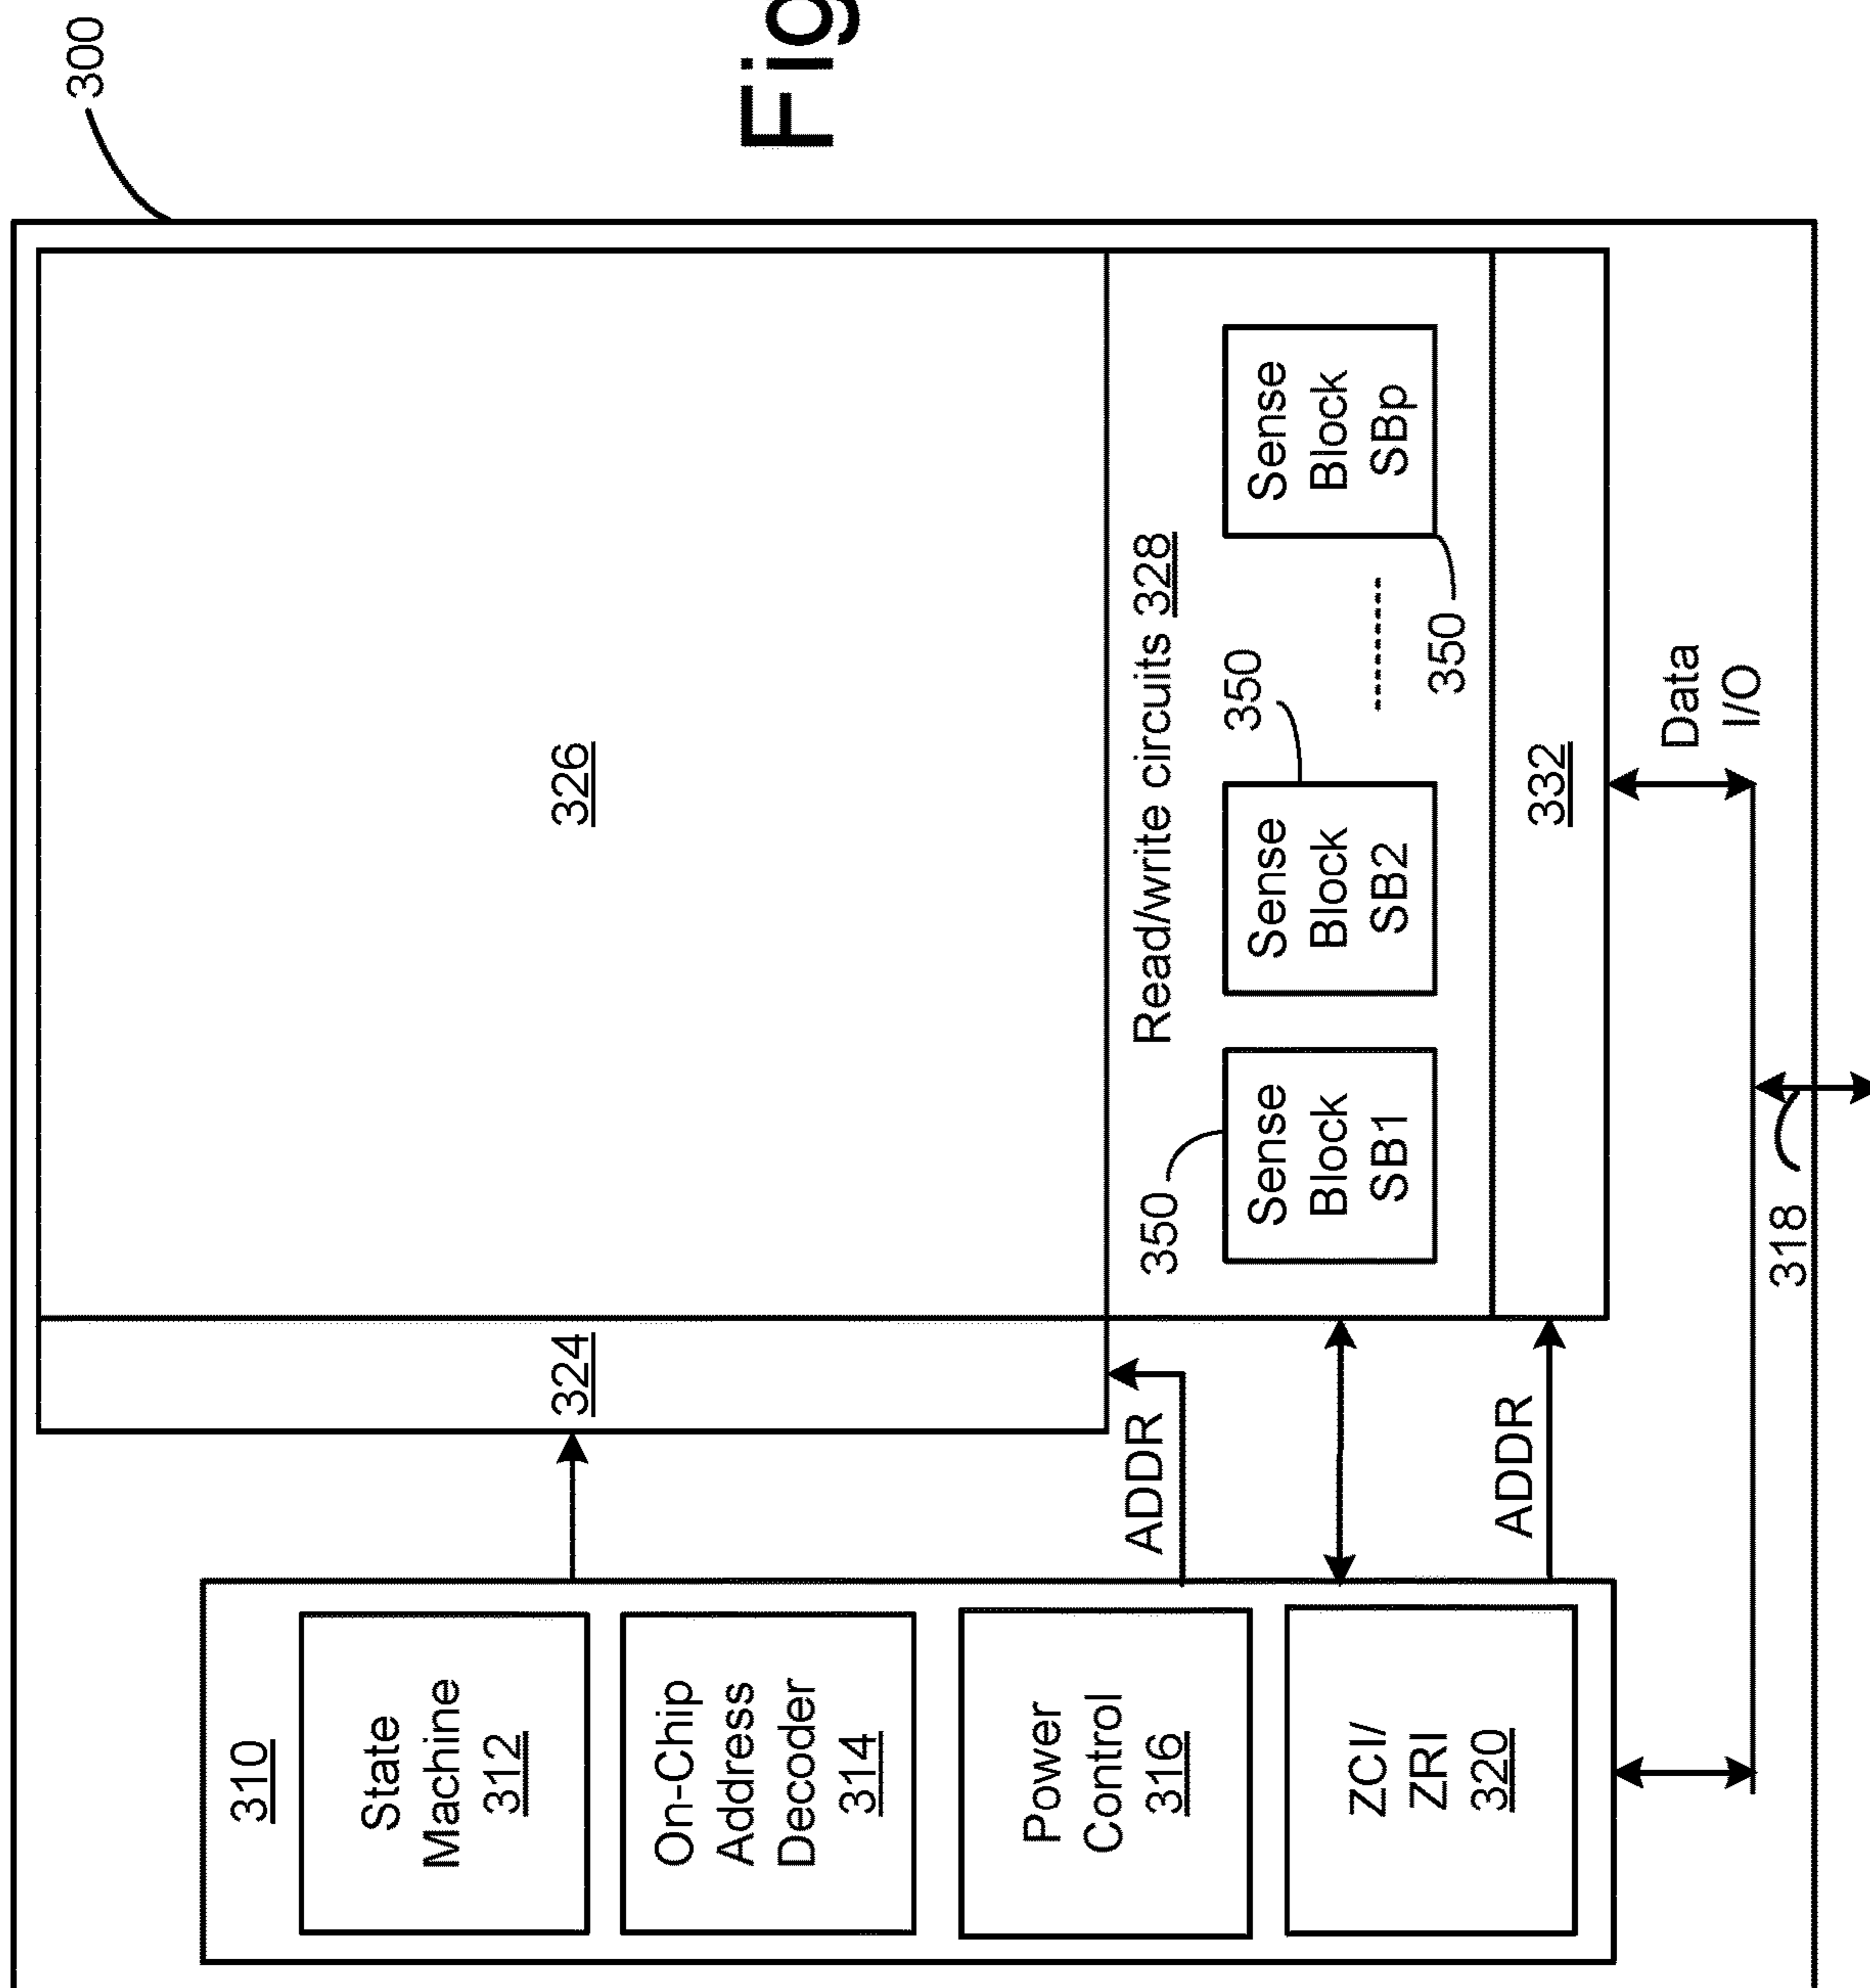 300
Fig
310
State
Machine
312
On-Chip
Address
Decoder
314
Power
Control
316
ZCI/
ZRI
320
324
ADDR
ADDR
326
Read/write circuits 328
350
Sense
Block
SB1
350
Sense
Block
SB2
350
Sense
Block
SBp
332
Data
I/O
318